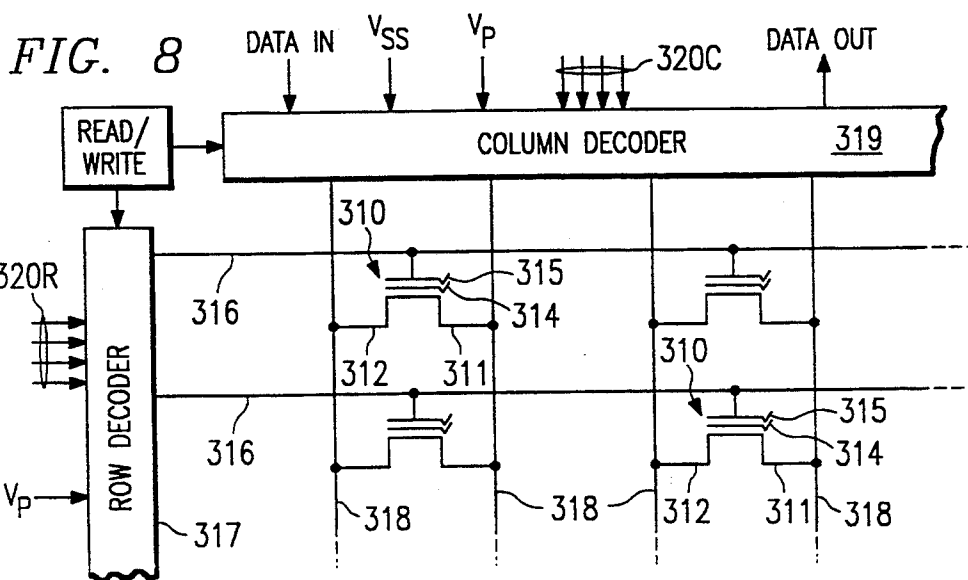 FIG. 8
DATA IN
VSS
VP
320C
DATA OUT
READ/
WRITE
COLUMN DECODER
319
310
315
314
316
312
311
320R
310
315
314
316
ROW DECODER
VP
317
318
318
312
311
318